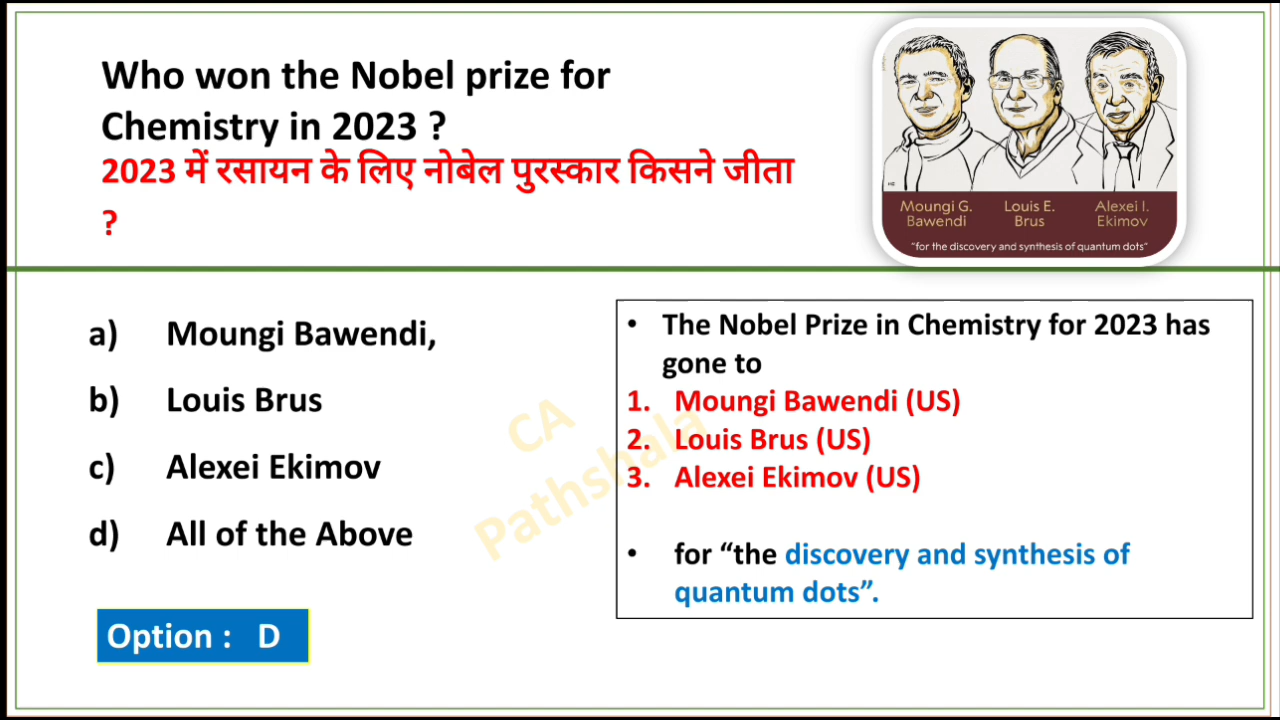 Who won the Nobel prize for
Chemistry in 2023 ?
2023 में रसायन के लिए नोबेल पुरस्कार किसने जीता
?
Moungi G.
Bawendi
Louis E.
Brus
Alexei I.
Ekimov
"for the discovery and synthesis of quantum dots"
a) Moungi Bawendi,
b) Louis Brus
c) Alexei Ekimov
d) All of the Above
Option : D
• The Nobel Prize in Chemistry for 2023 has
gone to
1. Moungi Bawendi (US)
2. Louis Brus (US)
3. Alexei Ekimov (US)
• for “the discovery and synthesis of
quantum dots”.
CA
Pathshala